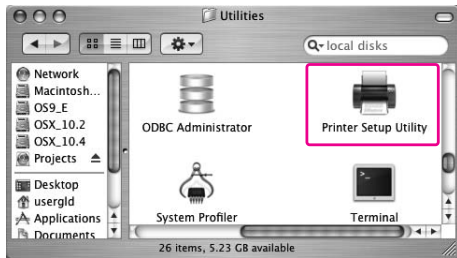 Utilities
local disks
Network
Macintosh...
OS9_E
OSX_10.2
OSX_10.4
Projects
Desktop
usergld
Applications
Documents
ODBC Administrator
Printer Setup Utility
System Profiler
Terminal
26 items, 5.23 GB available